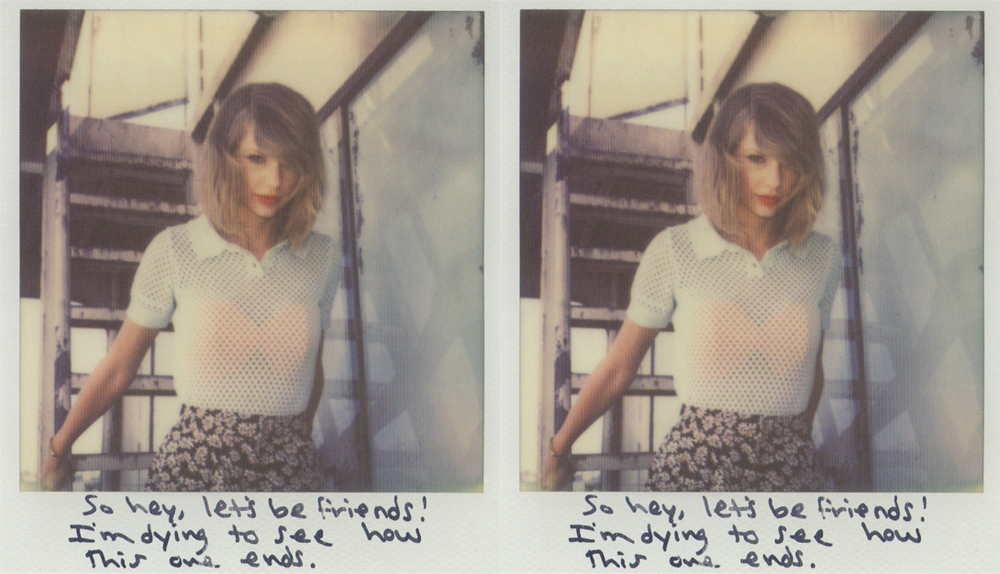 So hey, let's be friends!
I'm dying to see how
This one ends.
So hey, let's be friends!
I'm dying to see how
This one ends.